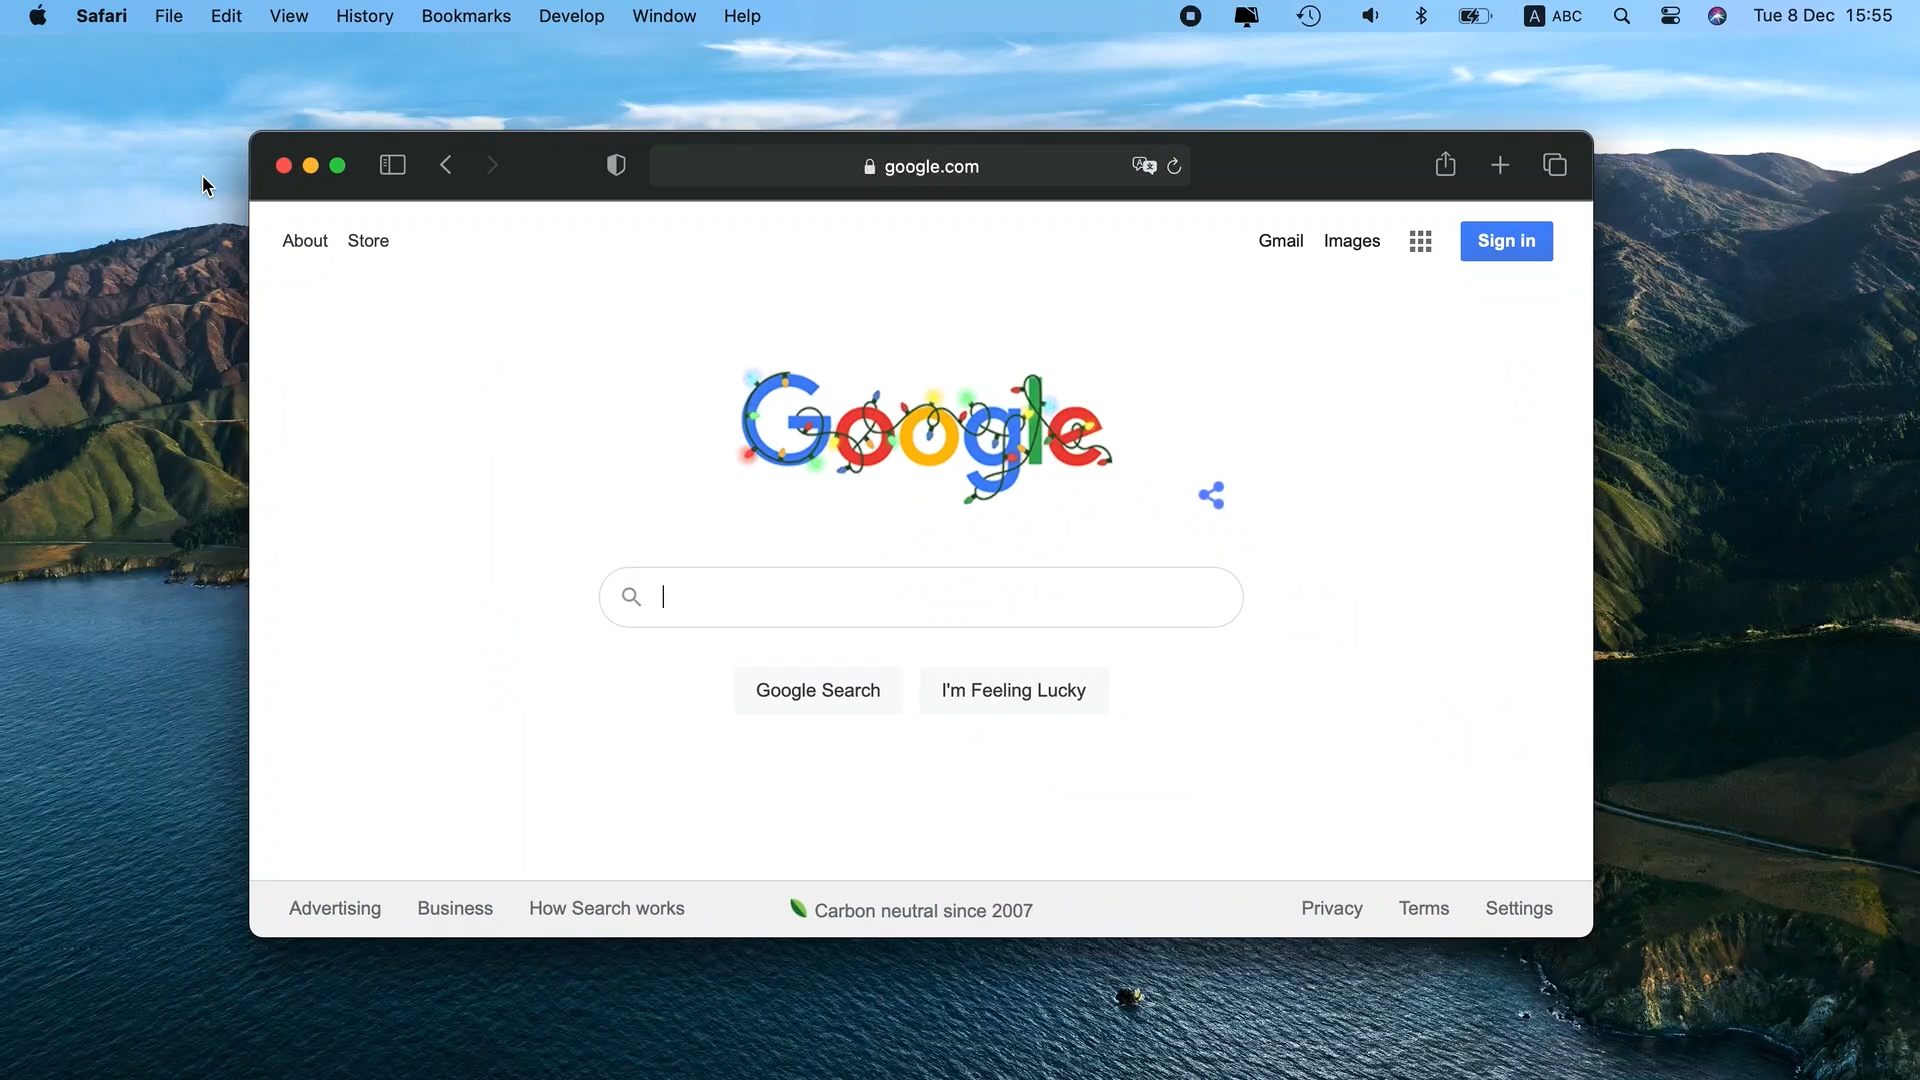 Safari File Edit View History Bookmarks Develop Window Help A ABC Tue 8 Dec 15:55
google.com
About Store Gmail Images Sign in
Google
Google Search I'm Feeling Lucky
Advertising Business How Search works Carbon neutral since 2007 Privacy Terms Settings